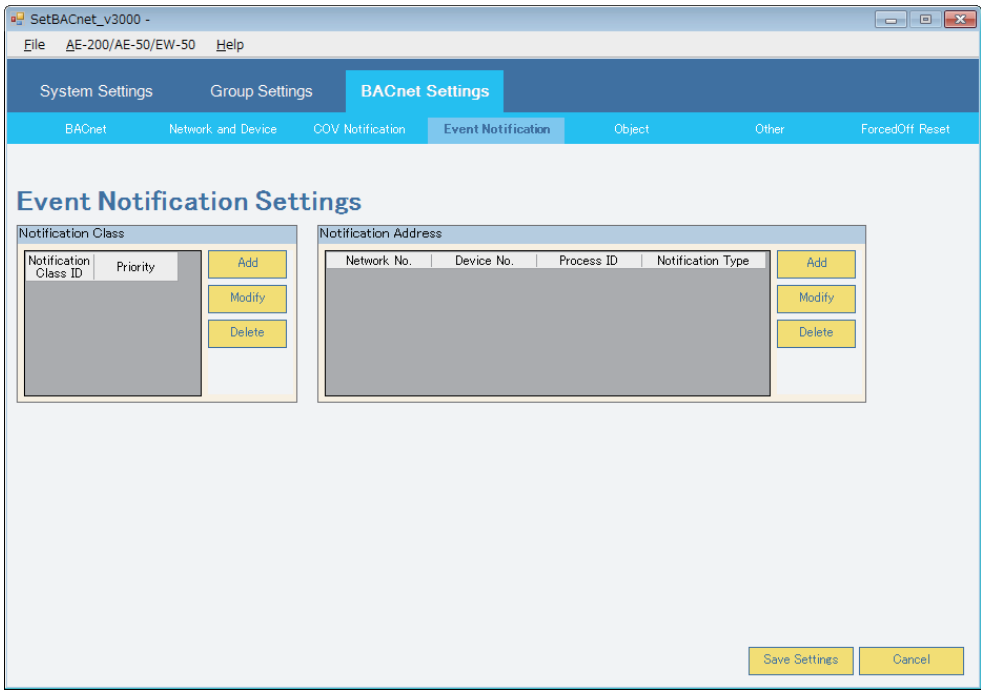 SetBACnet_v3000 -
File AE-200/AE-50/EW-50 Help
System Settings Group Settings BACnet Settings
BACnet Network and Device COV Notification Event Notification Object Other ForcedOff Reset
Event Notification Settings
Notification Class Notification Address
Notification Class ID Priority Add Network No. Device No. Process ID Notification Type Add
Modify Modify
Delete Delete
Save Settings Cancel